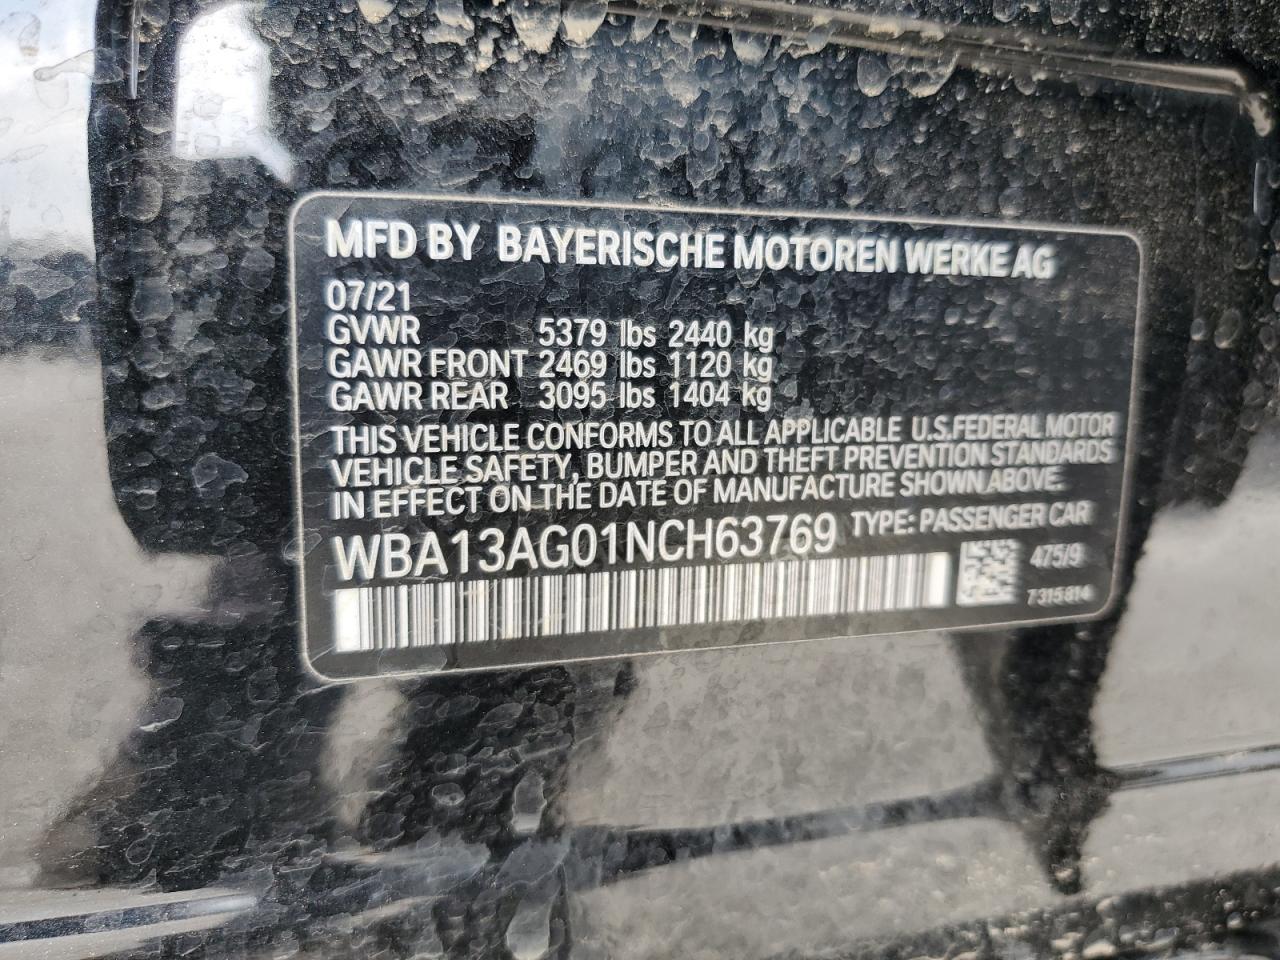 MFD BY BAYERISCHE MOTOREN WERKE AG
07/21
GVWR 5379 lbs 2440 kg
GAWR FRONT 2469 lbs 1120 kg
GAWR REAR 3095 lbs 1404 kg
THIS VEHICLE CONFORMS TO ALL APPLICABLE U.S.FEDERAL MOTOR
VEHICLE SAFETY, BUMPER AND THEFT PREVENTION STANDARDS
IN EFFECT ON THE DATE OF MANUFACTURE SHOWN ABOVE.
WBA13AG01NCH63769 TYPE: PASSENGER CAR
475/9
7315814